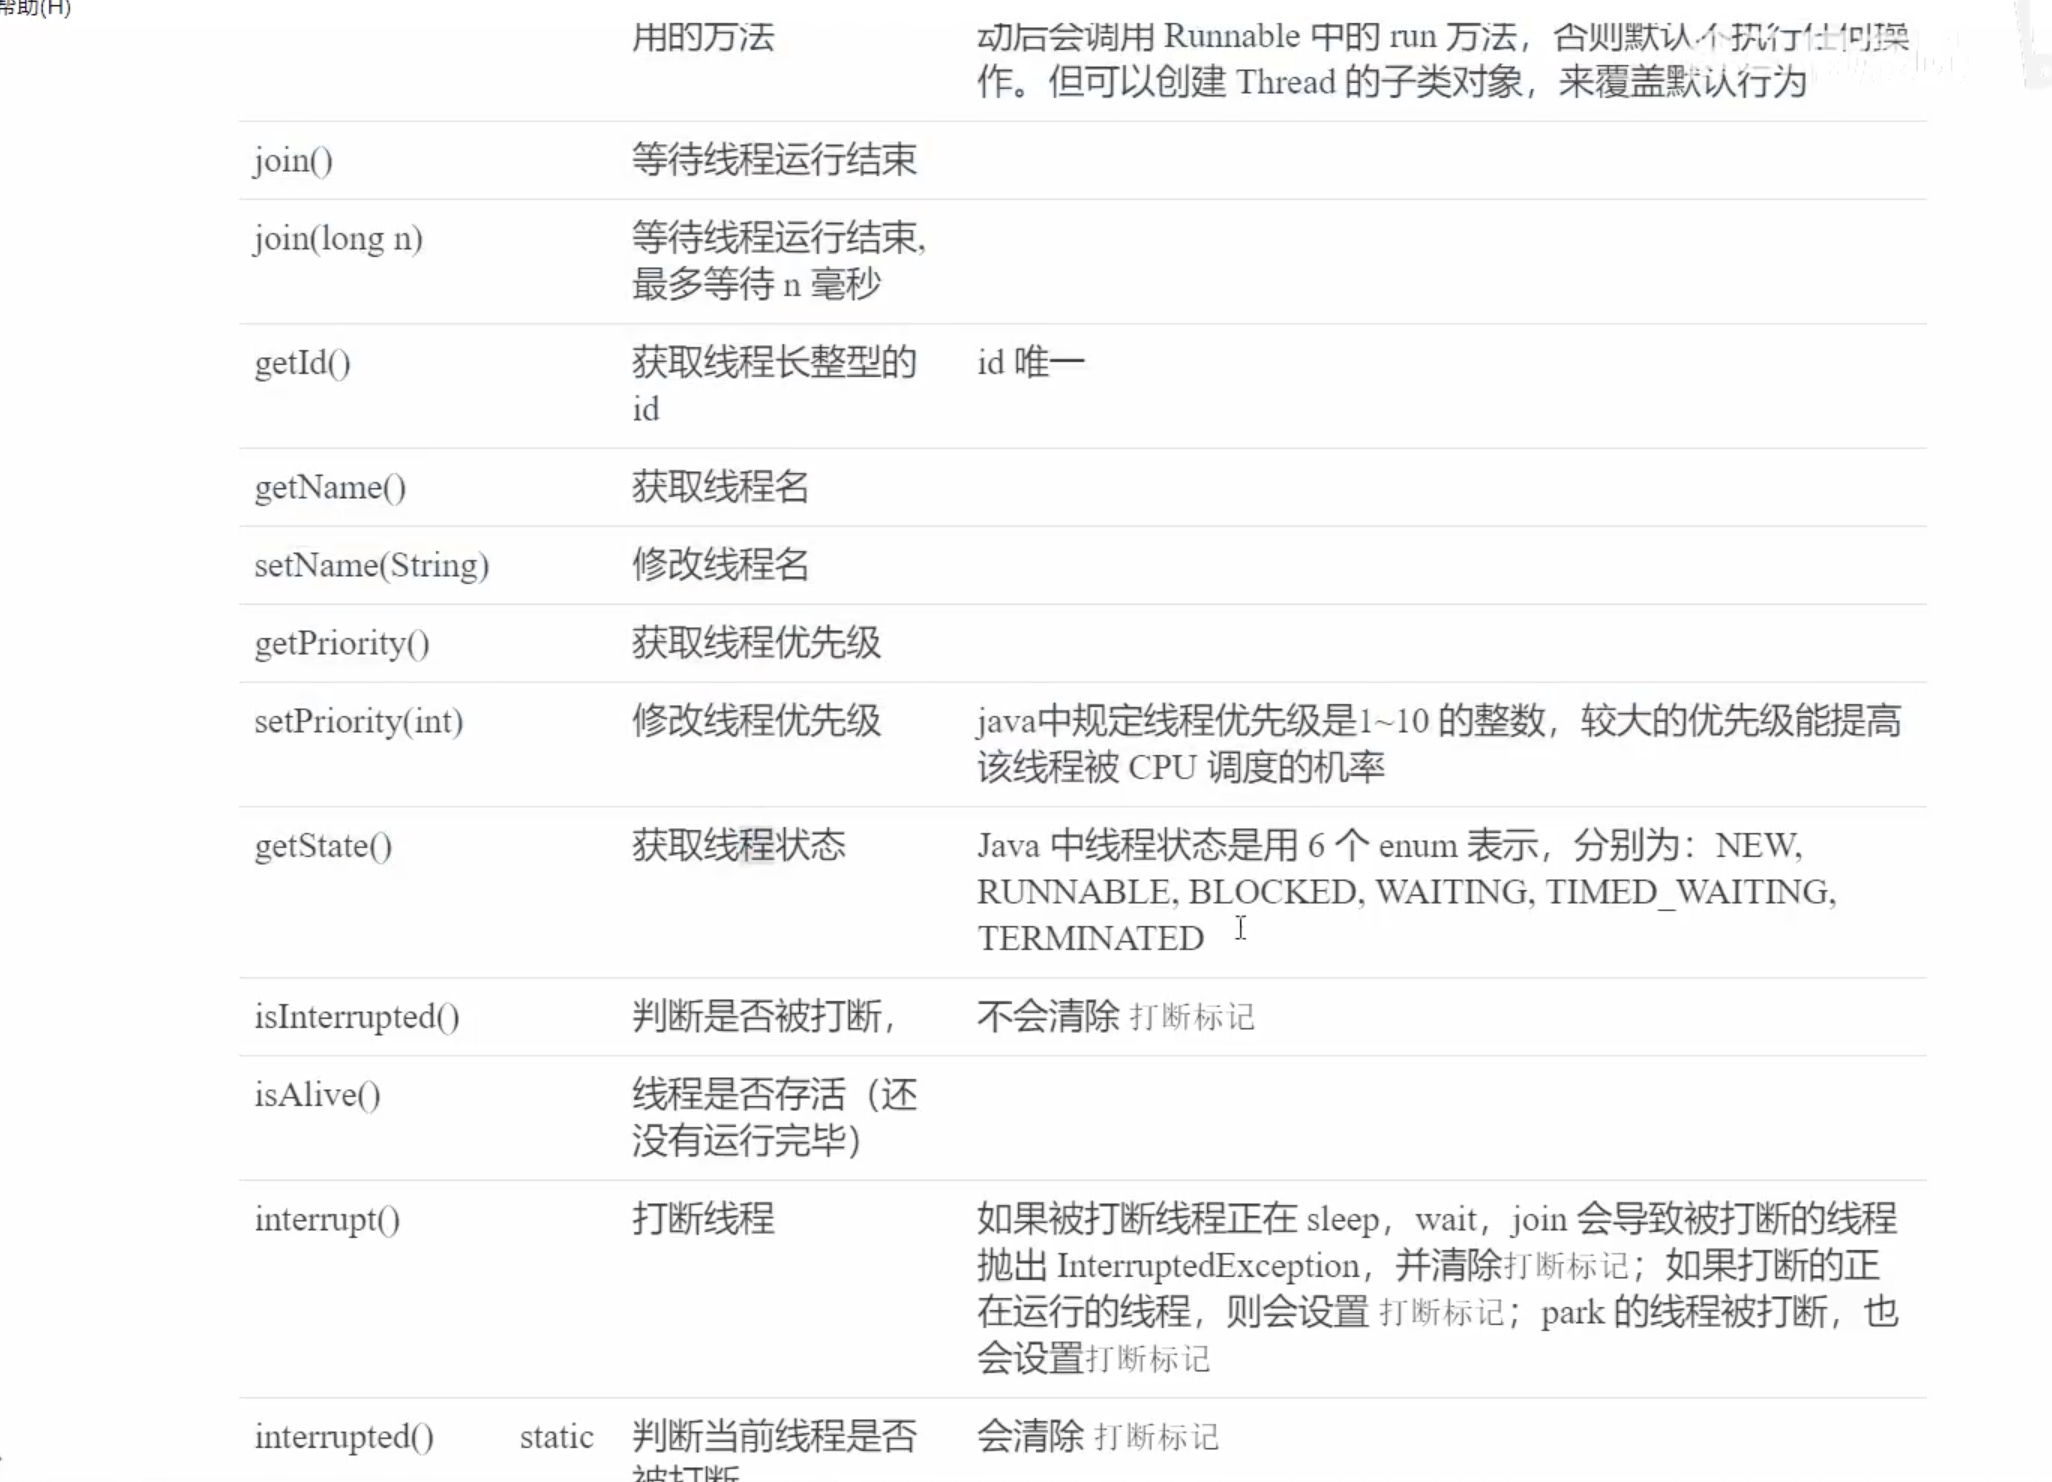 帮助(H)
用的方法 动后会调用 Runnable 中的 run 方法，否则默认不执行任何操
作。但可以创建 Thread 的子类对象，来覆盖默认行为
join() 等待线程运行结束
join(long n) 等待线程运行结束,
最多等待 n 毫秒
getId() 获取线程长整型的 id 唯一
id
getName() 获取线程名
setName(String) 修改线程名
getPriority() 获取线程优先级
setPriority(int) 修改线程优先级 java中规定线程优先级是1~10 的整数，较大的优先级能提高
该线程被 CPU 调度的机率
getState() 获取线程状态 Java 中线程状态是用 6 个 enum 表示，分别为：NEW,
RUNNABLE, BLOCKED, WAITING, TIMED_WAITING,
TERMINATED
isInterrupted() 判断是否被打断， 不会清除 打断标记
isAlive() 线程是否存活（还
没有运行完毕）
interrupt() 打断线程 如果被打断线程正在 sleep，wait，join 会导致被打断的线程
抛出 InterruptedException，并清除打断标记；如果打断的正
在运行的线程，则会设置 打断标记；park 的线程被打断，也
会设置打断标记
interrupted() static 判断当前线程是否 会清除 打断标记
被打断